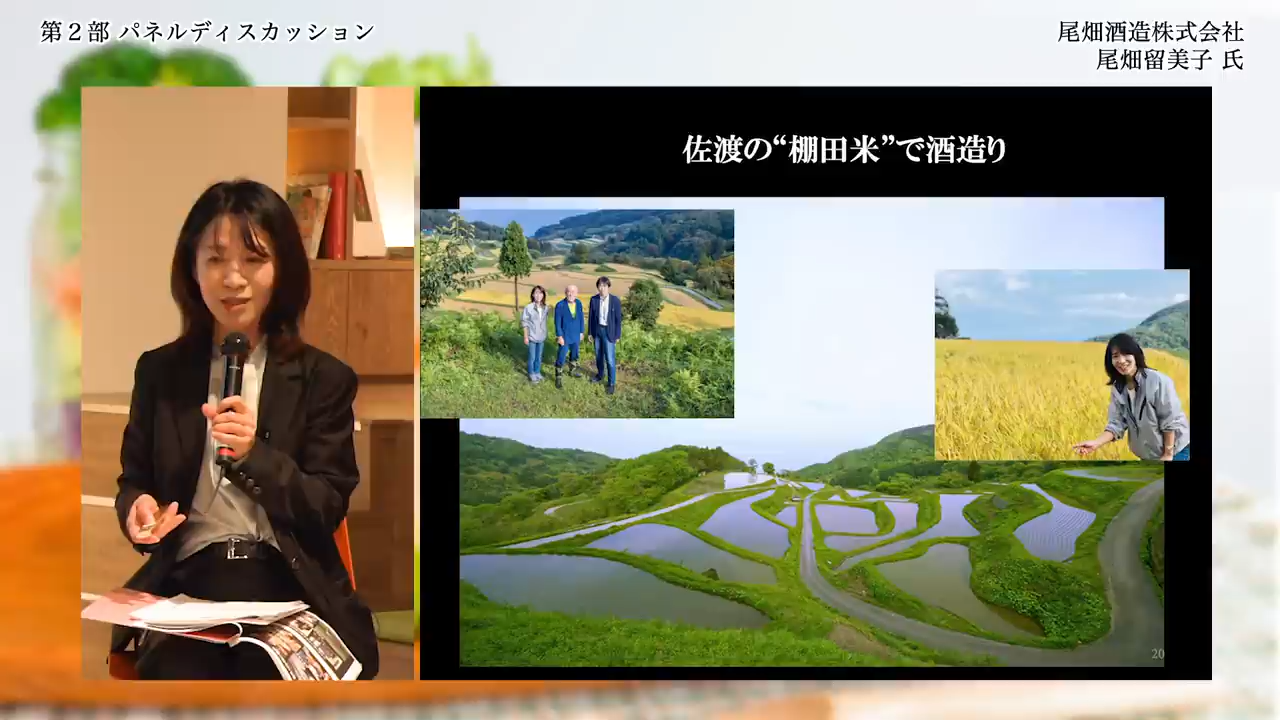 第２部 パネルディスカッション
尾畑酒造株式会社
尾畑留美子 氏
佐渡の“棚田米”で酒造り
20